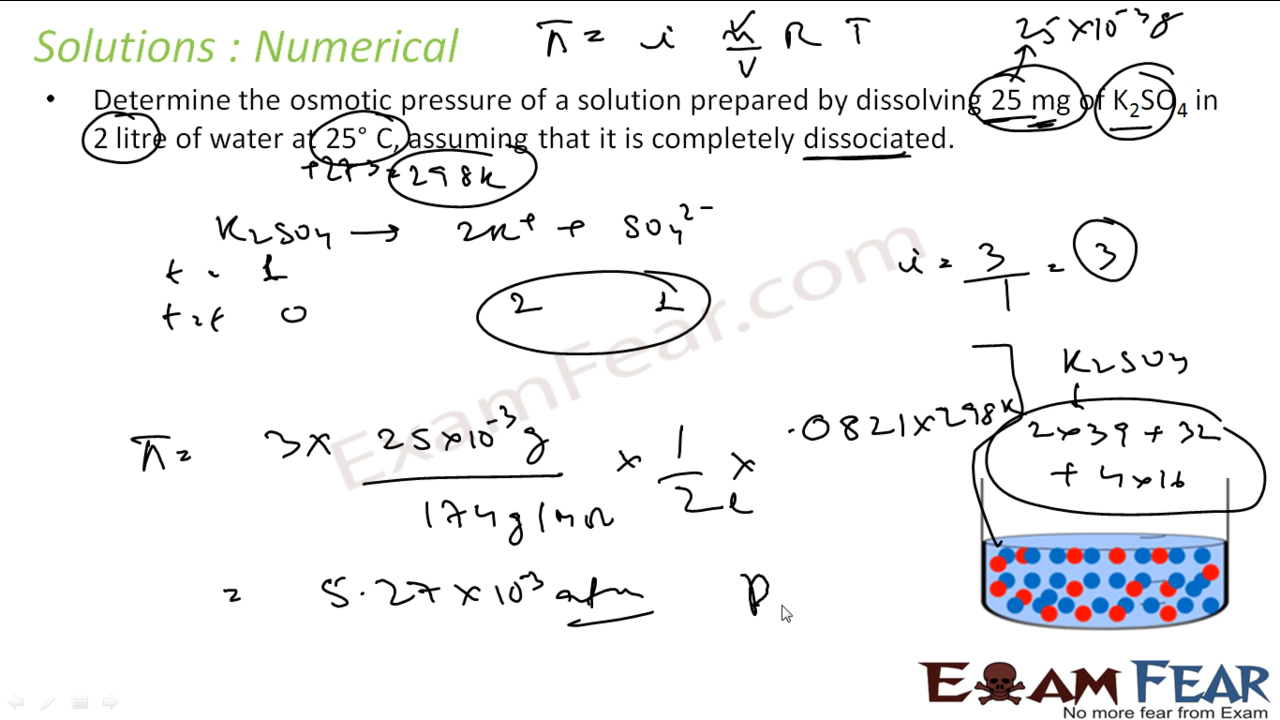 Solutions : Numerical
π = i n/V R T
25 × 10⁻³ g
• Determine the osmotic pressure of a solution prepared by dissolving 25 mg of K₂SO₄ in
2 litre of water at 25° C, assuming that it is completely dissociated.
+273 = 298K
K₂SO₄ → 2K⁺ + SO₄²⁻
t = 1
t = t 0 2 1
i = 3/1 = 3
K₂SO₄
2×39 + 32
+ 4×16
π = 3 × 25×10⁻³ g / 174 g/mol × 1/2L × .0821 × 298K
= 5.27 × 10⁻³ atm P
ExamFear.com
EXAM FEAR
No more fear from Exam